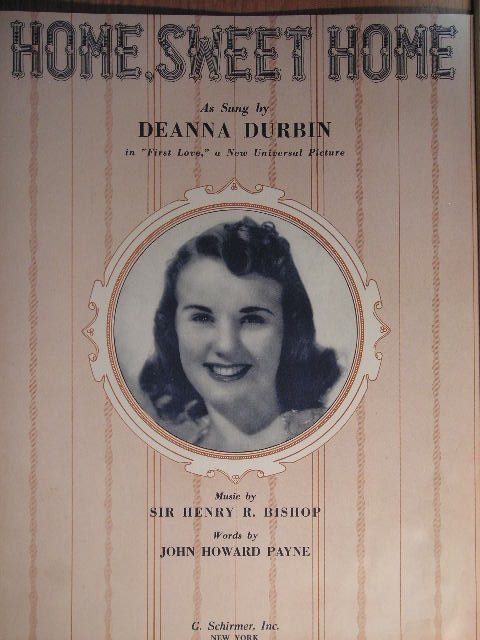 HOME, SWEET HOME
As Sung by
DEANNA DURBIN
in "First Love," a New Universal Picture
Music by
SIR HENRY R. BISHOP
Words by
JOHN HOWARD PAYNE
G. Schirmer, Inc.
NEW YORK